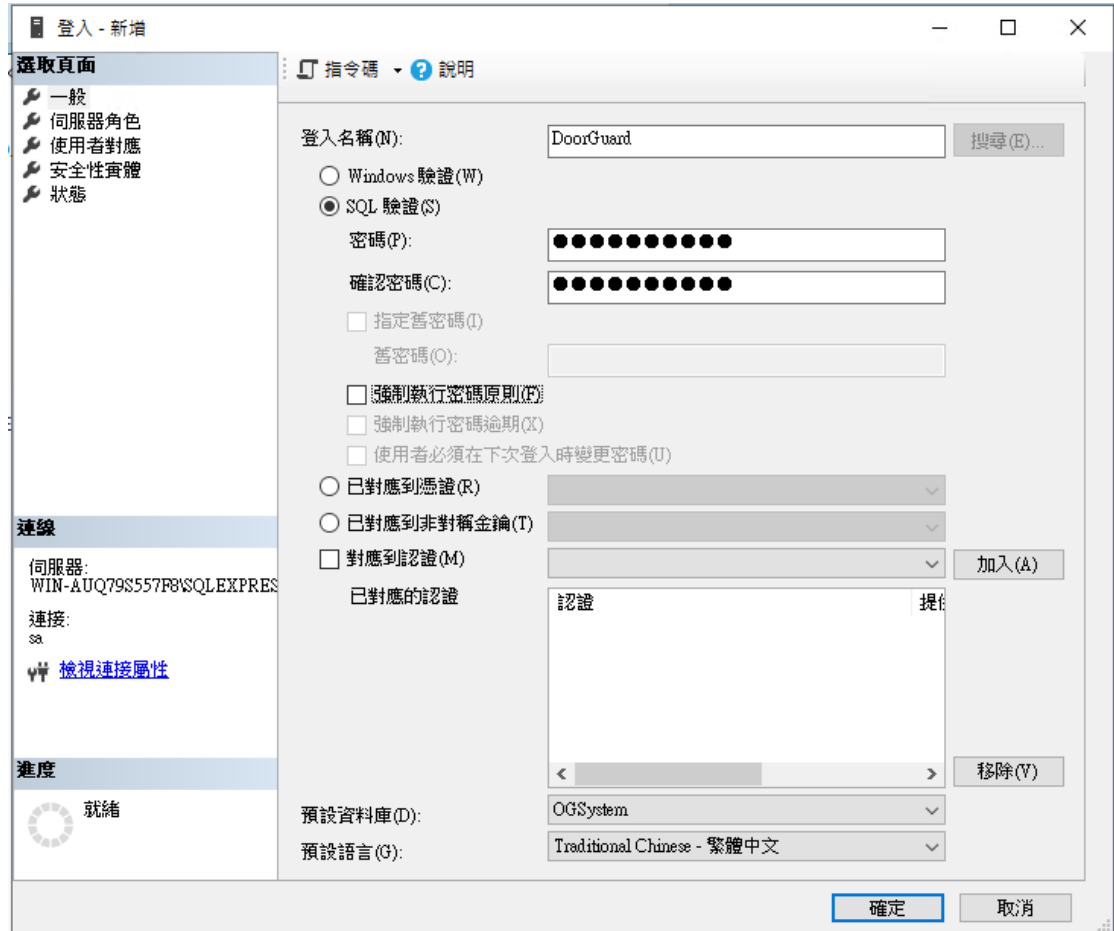 登入 - 新增
選取頁面
一般
伺服器角色
使用者對應
安全性實體
狀態
指令碼
說明
登入名稱(N):
DoorGuard
搜尋(E)...
Windows 驗證(W)
SQL 驗證(S)
密碼(P):
●●●●●●●●●●
確認密碼(C):
●●●●●●●●●●
指定舊密碼(I)
舊密碼(O):
強制執行密碼原則(F)
強制執行密碼逾期(X)
使用者必須在下次登入時變更密碼(U)
已對應到憑證(R)
已對應到非對稱金鑰(T)
對應到認證(M)
加入(A)
已對應的認證
認證
提
移除(V)
預設資料庫(D):
OGSystem
預設語言(G):
Traditional Chinese - 繁體中文
連線
伺服器:
WIN-AUQ79S557F8\SQLEXPRES
連接:
sa
檢視連接屬性
進度
就緒
確定
取消